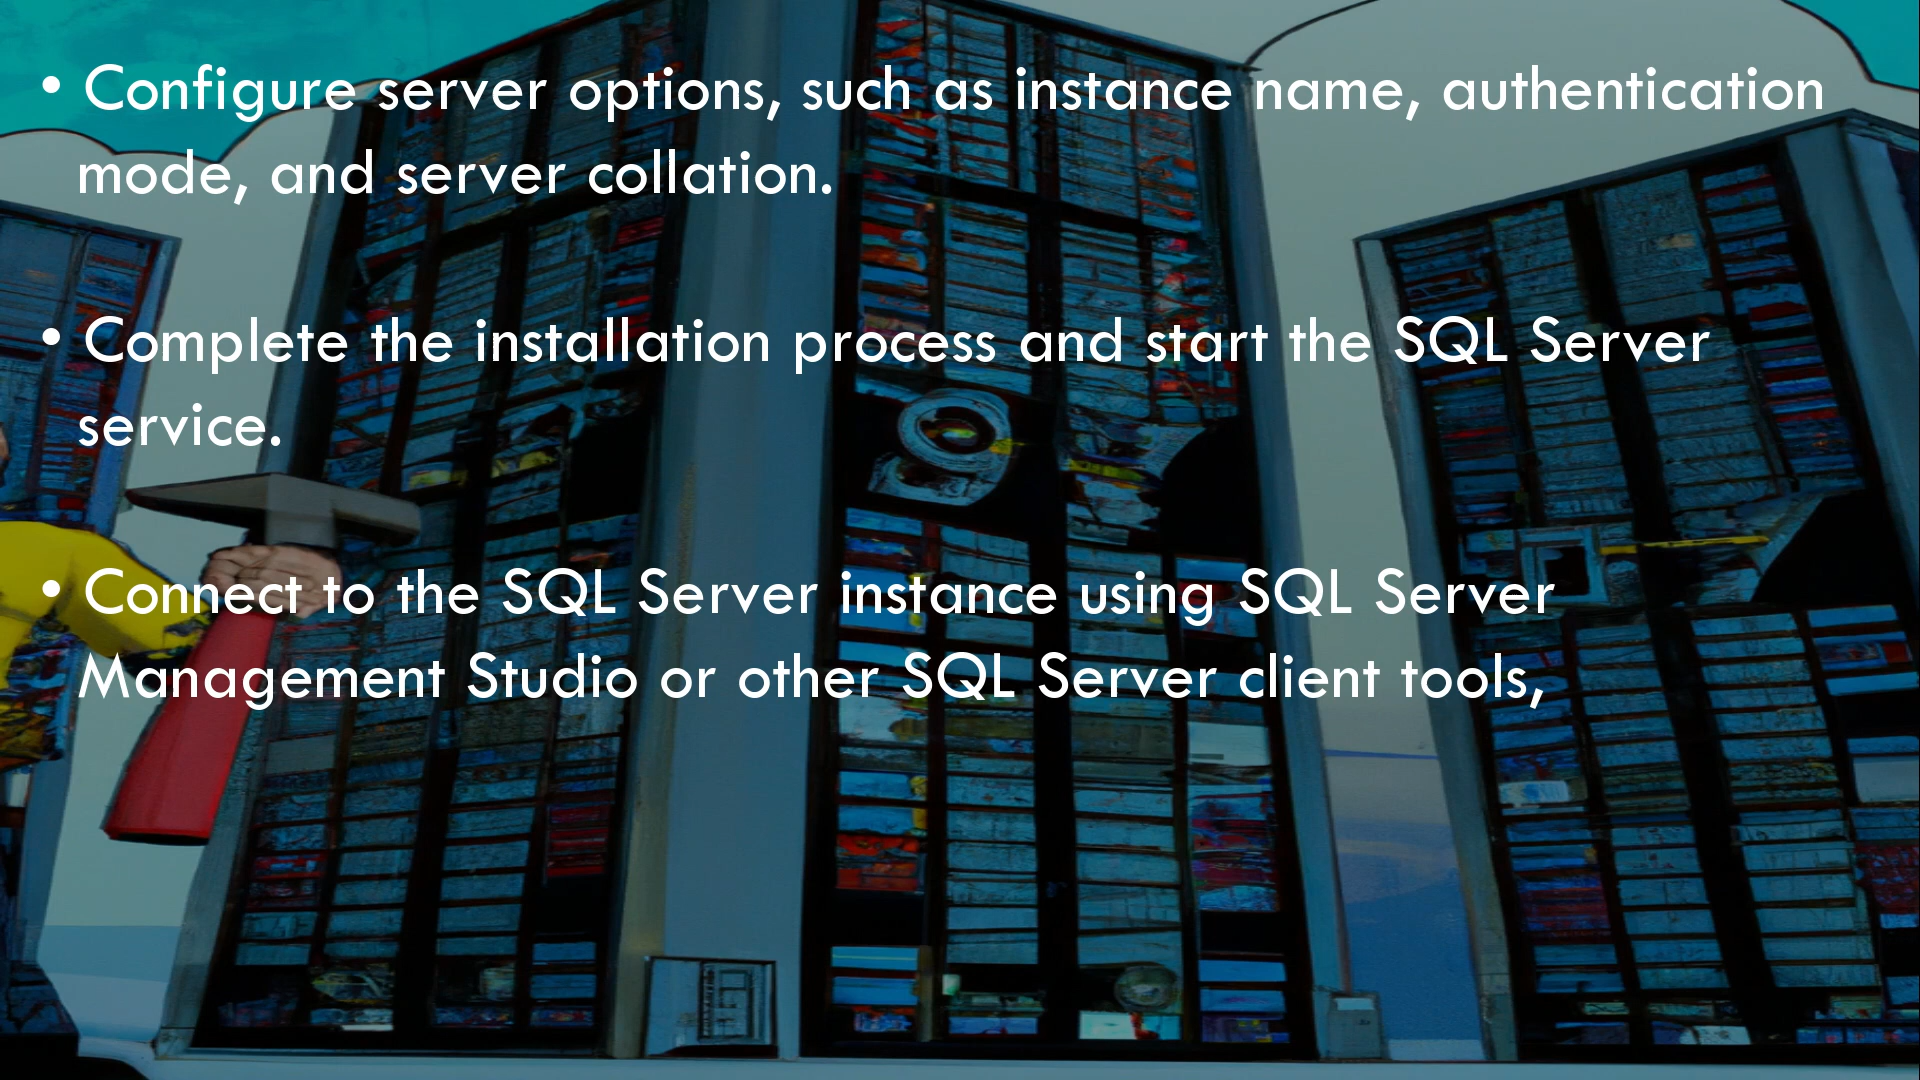 • Configure server options, such as instance name, authentication
mode, and server collation.
• Complete the installation process and start the SQL Server
service.
• Connect to the SQL Server instance using SQL Server
Management Studio or other SQL Server client tools,